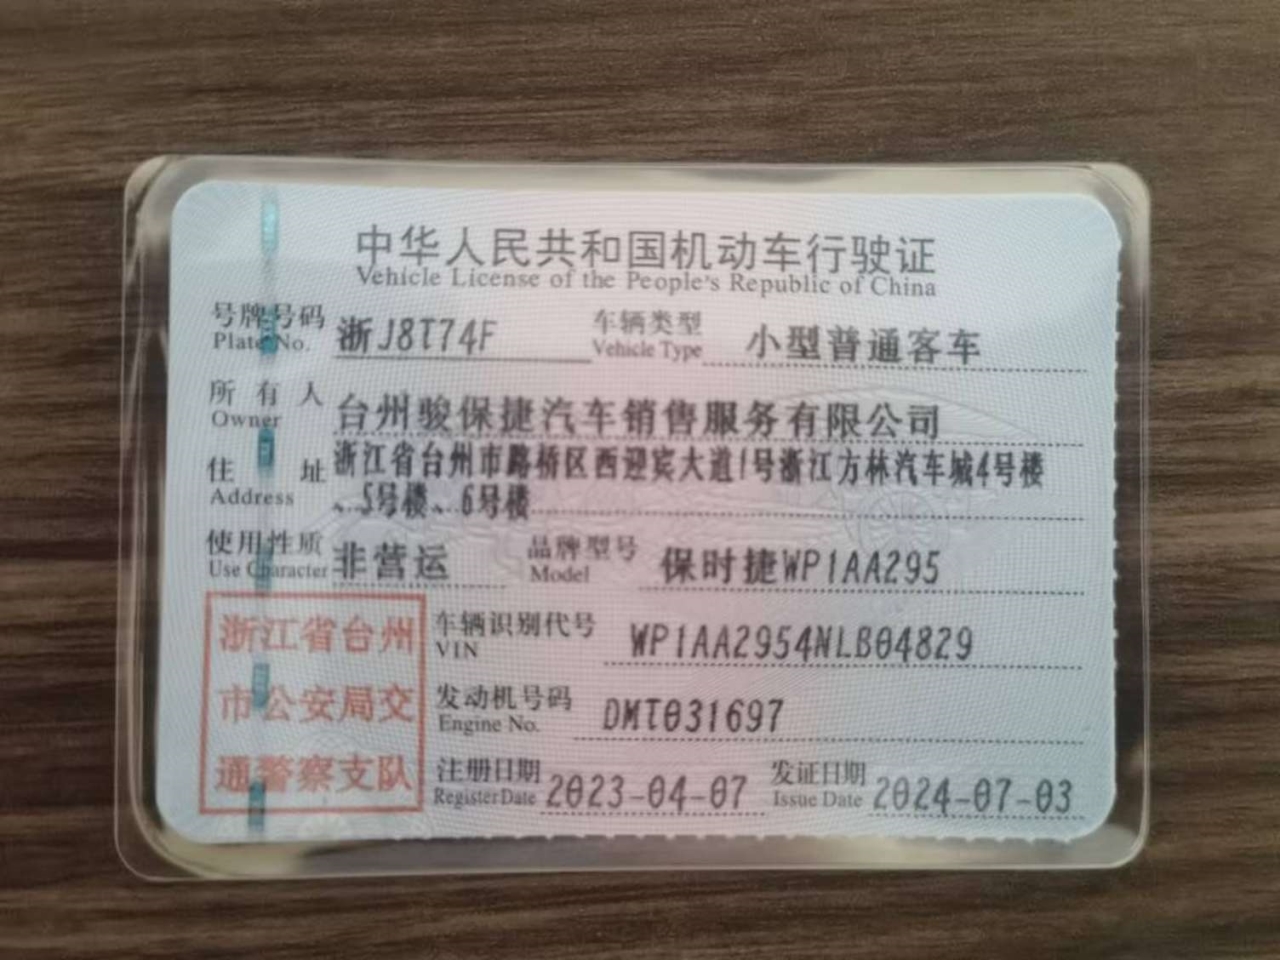 中华人民共和国机动车行驶证
Vehicle License of the People's Republic of China
号牌号码 浙J8T74F 车辆类型 小型普通客车
Plate No. Vehicle Type
所有人 台州骏保捷汽车销售服务有限公司
Owner
住址 浙江省台州市路桥区西迎宾大道1号浙江方林汽车城4号楼
Address 、5号楼、6号楼
使用性质 非营运 品牌型号 保时捷WP1AA295
Use Character Model
浙江省台州
市公安局交
通警察支队
车辆识别代号 WP1AA2954NLB04829
VIN
发动机号码 DMT031697
Engine No.
注册日期 2023-04-07 发证日期 2024-07-03
Register Date Issue Date